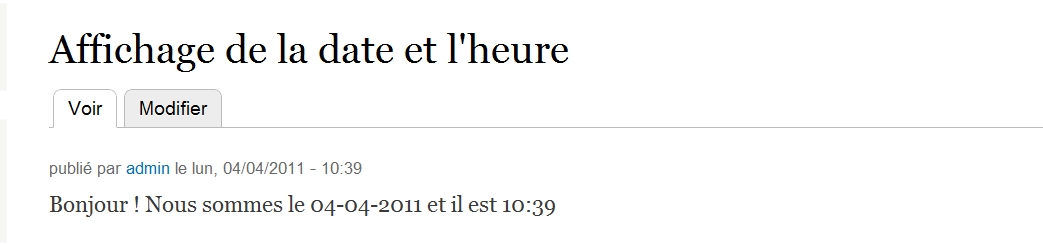 Affichage de la date et l'heure
Voir Modifier
publié par admin le lun, 04/04/2011 - 10:39
Bonjour ! Nous sommes le 04-04-2011 et il est 10:39